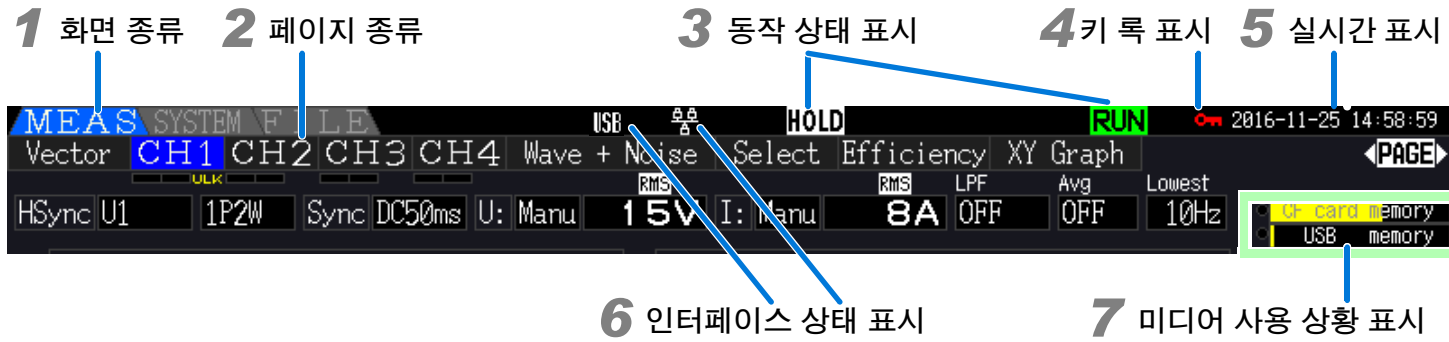 1 화면 종류 2 페이지 종류 3 동작 상태 표시 4 키 록 표시 5 실시간 표시
MEAS SYSTEM FILE USB HOLD RUN 2016-11-25 14:58:59
Vector CH1 CH2 CH3 CH4 Wave + Noise Select Efficiency XY Graph PAGE
ULK RMS RMS LPF Avg Lowest
HSync U1 1P2W Sync DC50ms U: Manu 15V I: Manu 8A OFF OFF 10Hz
CF card memory
USB memory
6 인터페이스 상태 표시 7 미디어 사용 상황 표시